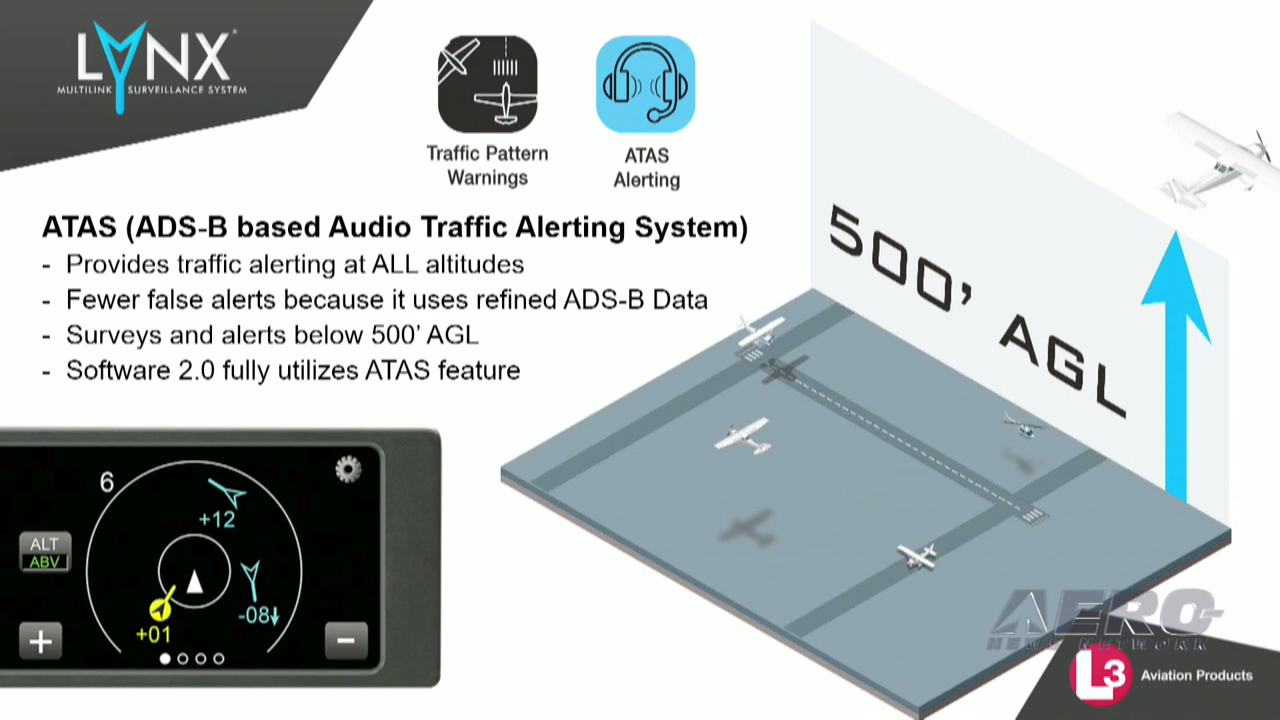 LYNX
MULTILINK SURVEILLANCE SYSTEM
Traffic Pattern
Warnings
ATAS
Alerting
ATAS (ADS-B based Audio Traffic Alerting System)
- Provides traffic alerting at ALL altitudes
- Fewer false alerts because it uses refined ADS-B Data
- Surveys and alerts below 500’ AGL
- Software 2.0 fully utilizes ATAS feature
500’ AGL
6
+12
ALT
ABV
-08
+01
+
−
AERO
NEWS NETWORK
L3 Aviation Products